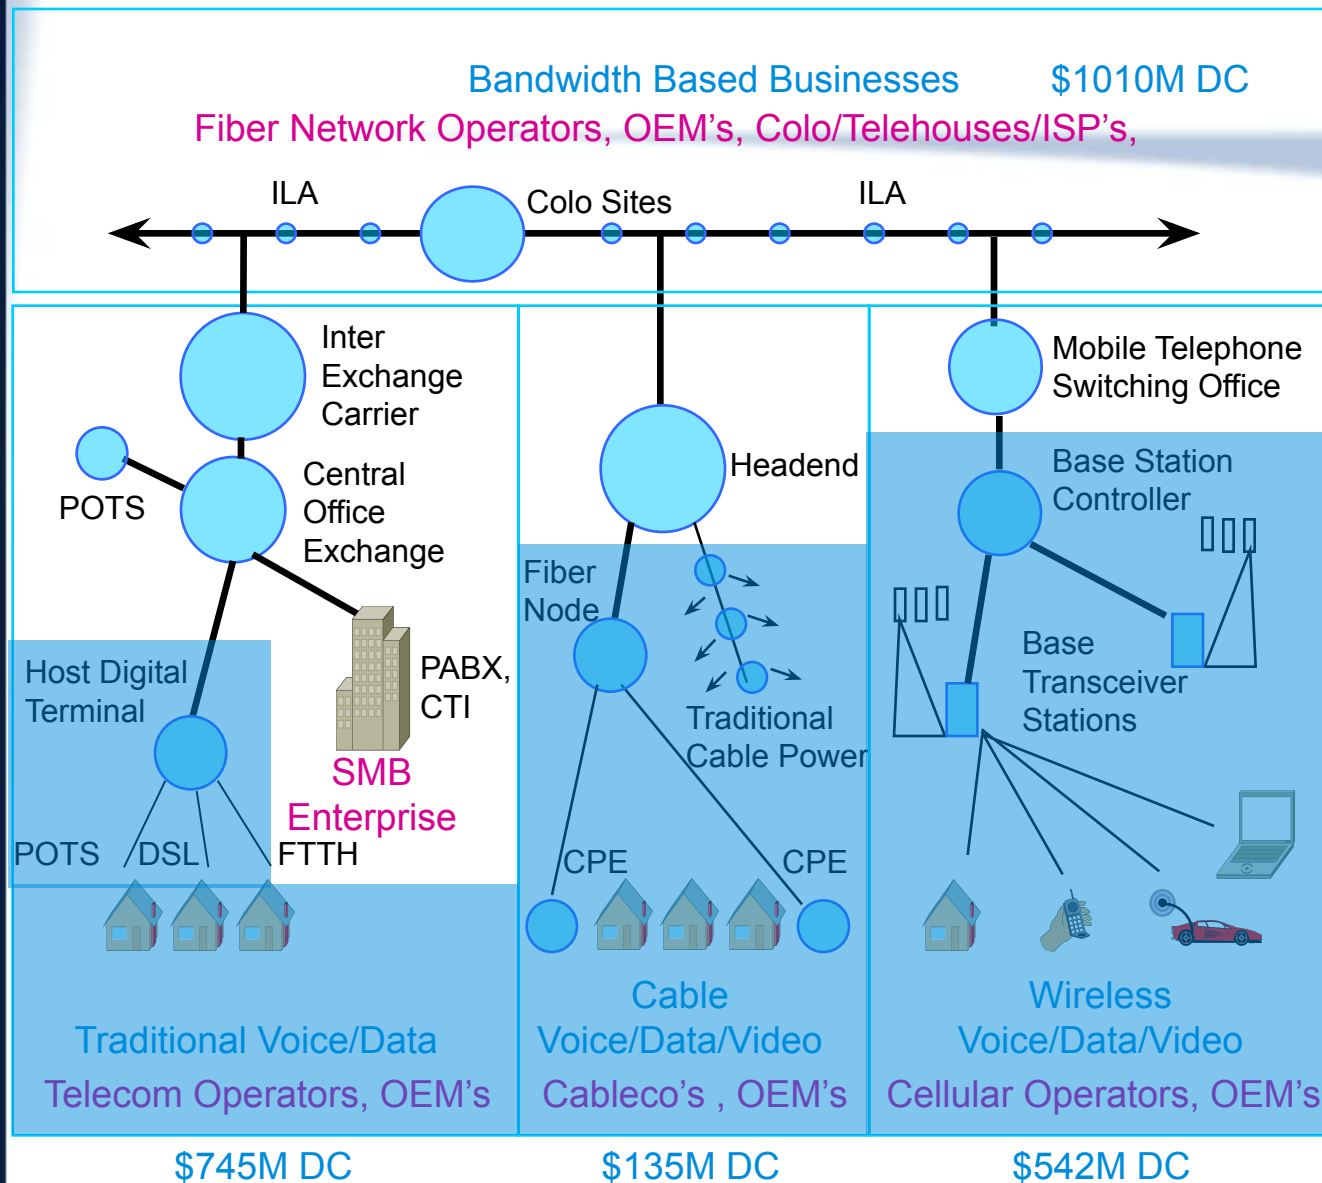 Bandwidth Based Businesses $1010M DC
Fiber Network Operators, OEM's, Colo/Telehouses/ISP's,
ILA
Colo Sites
ILA
Inter
Exchange
Carrier
POTS
Central
Office
Exchange
Host Digital
Terminal
PABX,
CTI
SMB
Enterprise
POTS
DSL
FTTH
Traditional Voice/Data
Telecom Operators, OEM's
$745M DC
Headend
Fiber
Node
Traditional
Cable Power
CPE
CPE
Cable
Voice/Data/Video
Cableco's , OEM's
$135M DC
Mobile Telephone
Switching Office
Base Station
Controller
Base
Transceiver
Stations
Wireless
Voice/Data/Video
Cellular Operators, OEM's
$542M DC